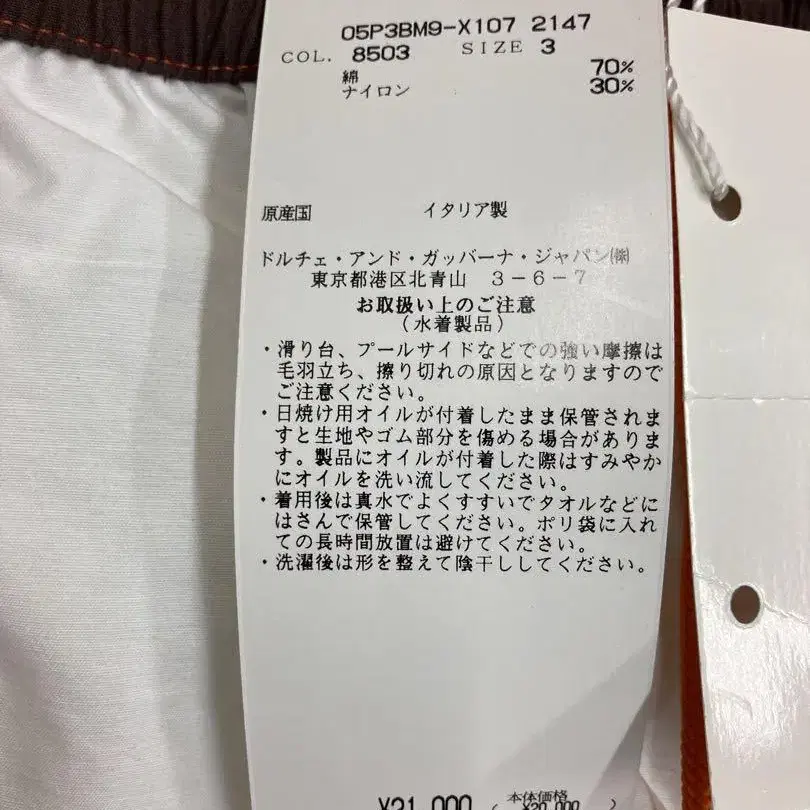 05P3BM9-X107 2147
COL. 8503 SIZE 3
綿 70%
ナイロン 30%
原産国 イタリア製
ドルチェ・アンド・ガッバーナ・ジャパン㈱
東京都港区北青山 3-6-7
お取扱い上のご注意
(水着製品)
・滑り台、プールサイドなどでの強い摩擦は
毛羽立ち、擦り切れの原因となりますので
ご注意ください。
・日焼け用オイルが付着したまま保管されま
すと生地やゴム部分を傷める場合がありま
す。製品にオイルが付着した際はすみやか
にオイルを洗い流してください。
・着用後は真水でよくすすいでタオルなどに
はさんで保管してください。ポリ袋に入れ
ての長時間放置は避けてください。
・洗濯後は形を整えて陰干ししてください。
本体価格
¥21,000 (¥20,000